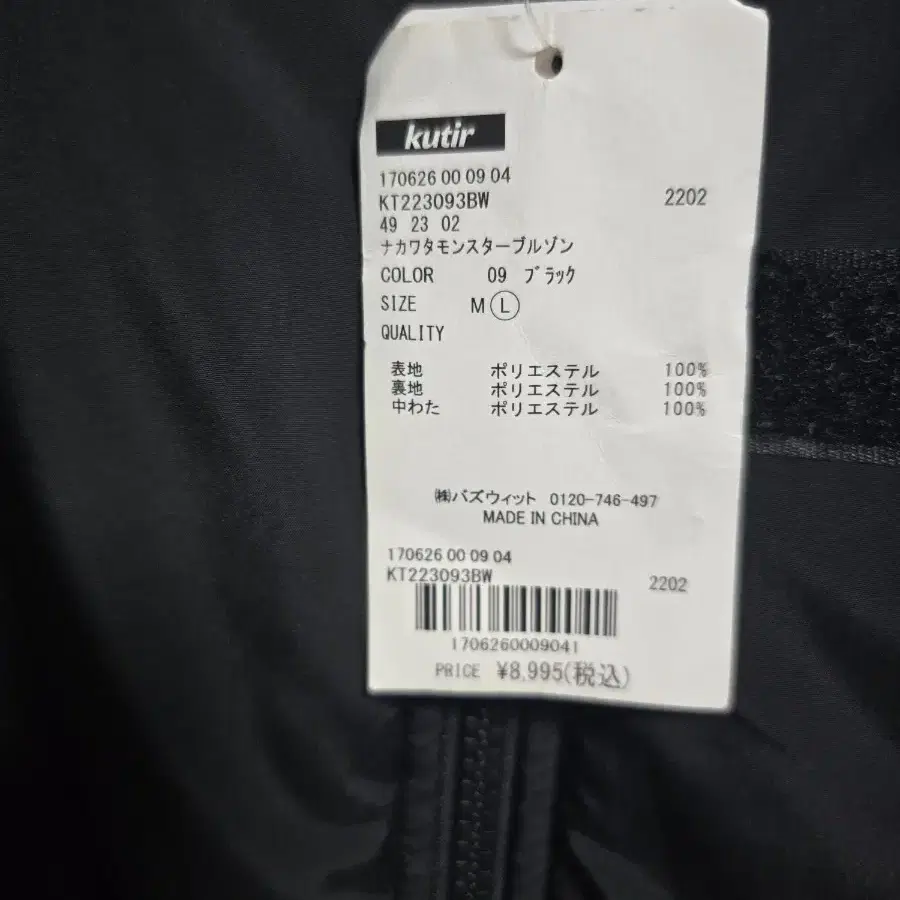 kutir
170626 00 09 04
KT223093BW 2202
49 23 02
ナカワタモンスターブルゾン
COLOR 09 ブラック
SIZE M L
QUALITY
表地 ポリエステル 100%
裏地 ポリエステル 100%
中わた ポリエステル 100%
㈱バズウィット 0120-746-497
MADE IN CHINA
170626 00 09 04
KT223093BW 2202
1706260009041
PRICE ¥8,995(税込)